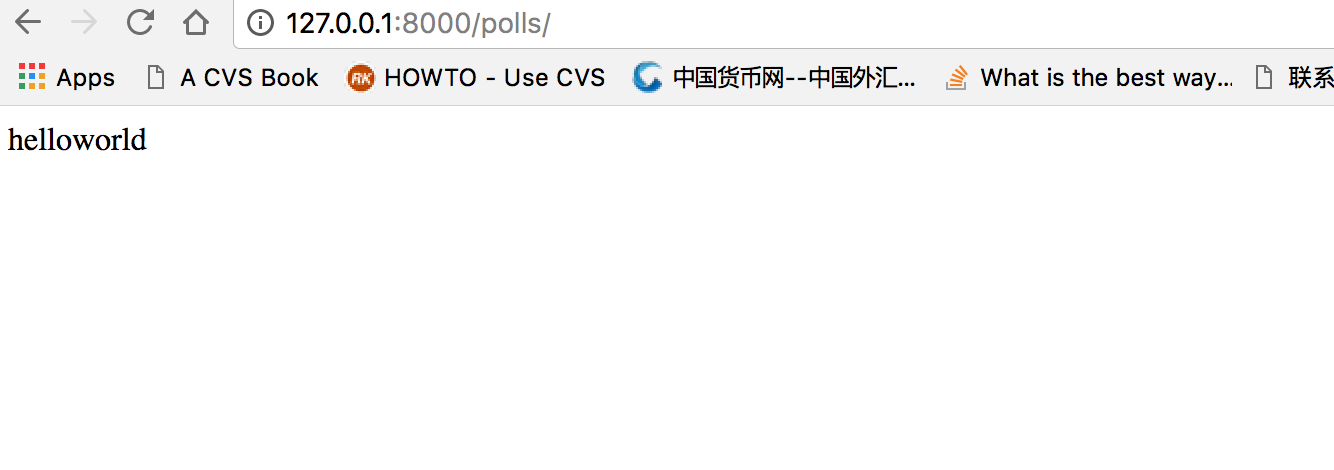 127.0.0.1:8000/polls/
Apps A CVS Book HOWTO - Use CVS 中国货币网--中国外汇... What is the best way... 联系
helloworld